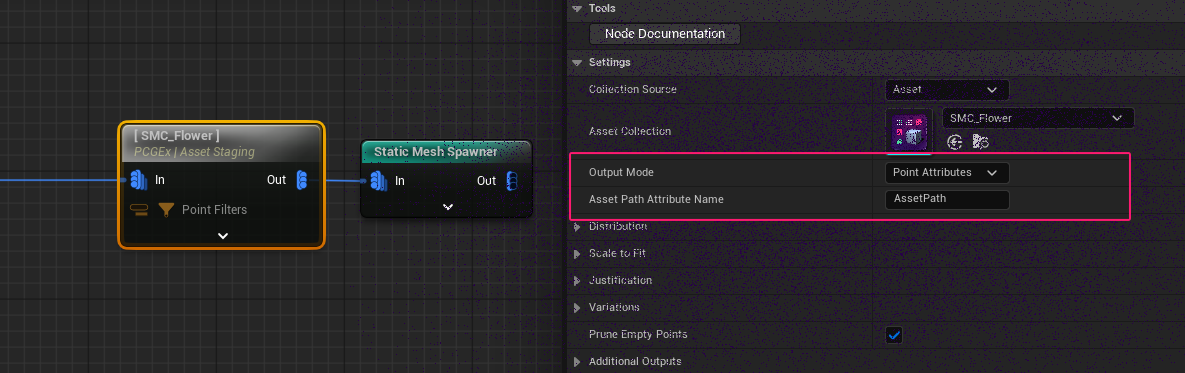 Tools
Node Documentation
Settings
Collection Source
Asset
Asset Collection
SMC_Flower
Output Mode
Point Attributes
Asset Path Attribute Name
AssetPath
Distribution
Scale to Fit
Justification
Variations
Prune Empty Points
Additional Outputs
[ SMC_Flower ]
PCGEx | Asset Staging
In
Out
Point Filters
Static Mesh Spawner
In
Out